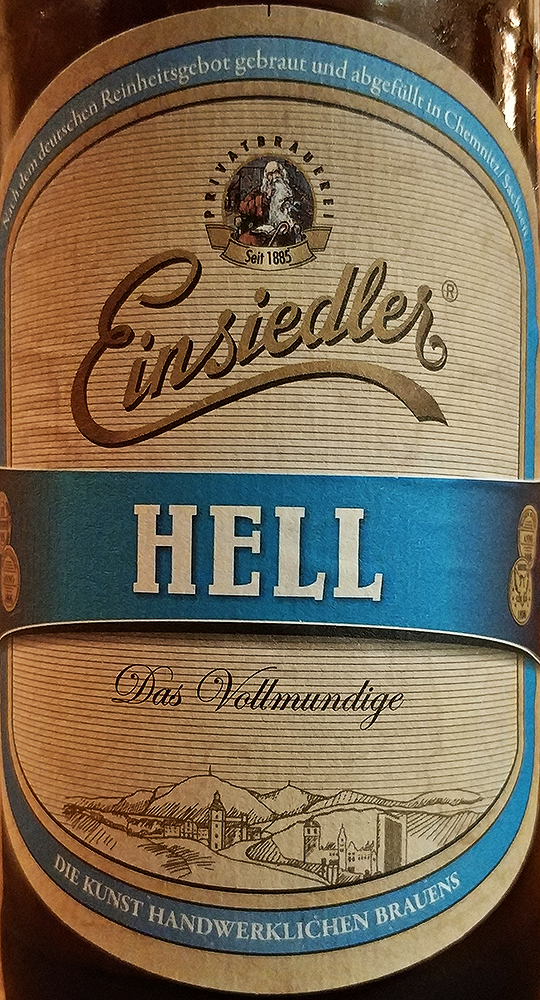 Nach dem deutschen Reinheitsgebot gebraut und abgefüllt in Chemnitz/Sachsen
PRIVATBRAUEREI
Seit 1885
Einsiedler®
HELL
Das Vollmundige
DIE KUNST HANDWERKLICHEN BRAUENS